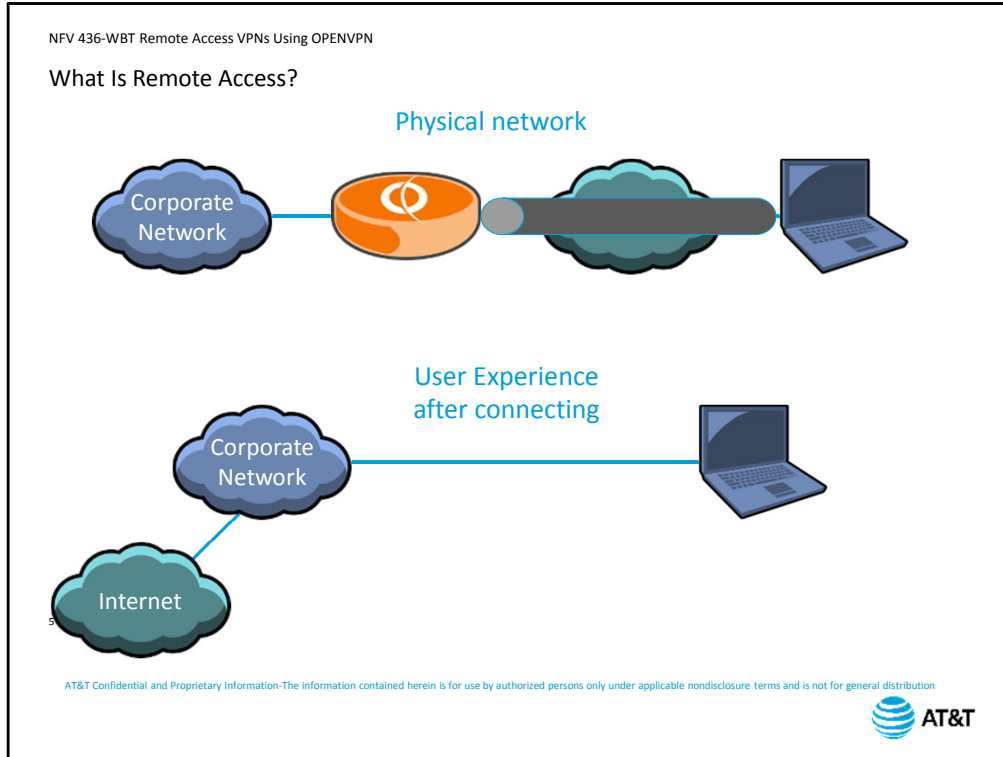 NFV 436-WBT Remote Access VPNs Using OPENVPN
What Is Remote Access?
Physical network
Corporate
Network
User Experience
after connecting
Corporate
Network
Internet
5
AT&T Confidential and Proprietary Information-The information contained herein is for use by authorized persons only under applicable nondisclosure terms and is not for general distribution
AT&T